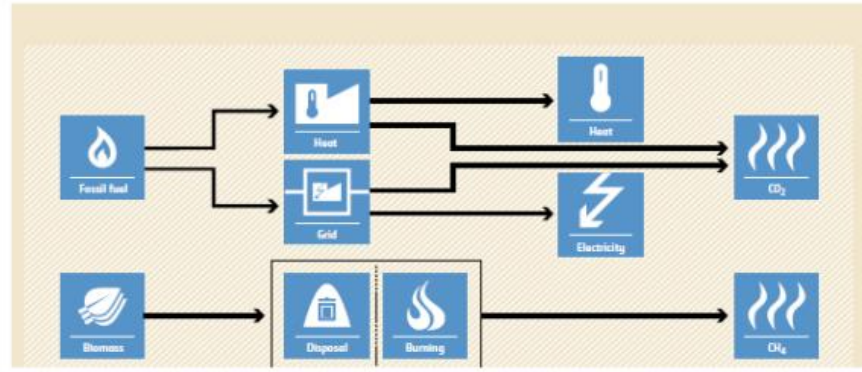 Heat
Heat
Fossil fuel
CO₂
Grid
Electricity
Biomass
Disposal
Burning
CH₄